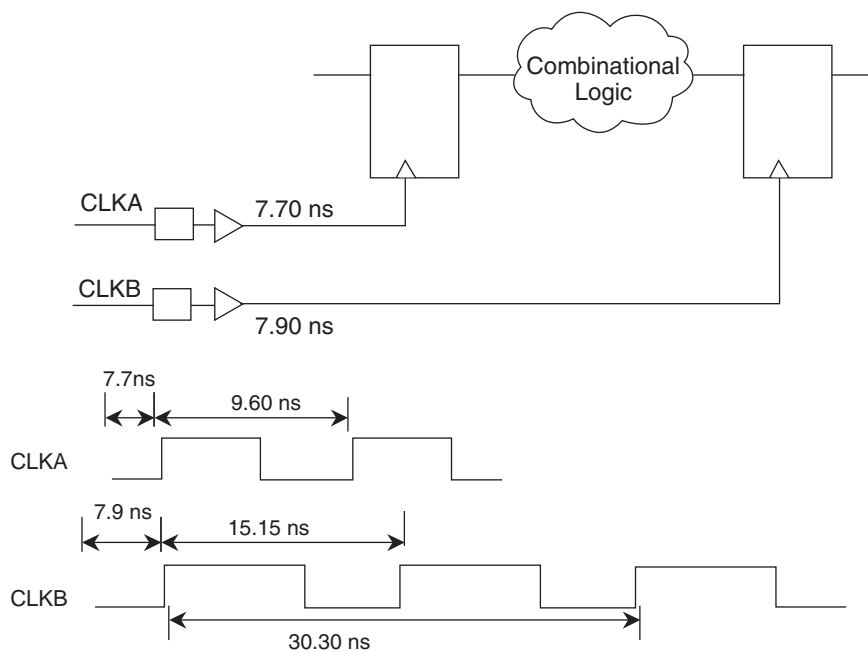 Combinational
Logic
CLKA
7.70 ns
CLKB
7.90 ns
7.7ns
9.60 ns
CLKA
7.9 ns
15.15 ns
CLKB
30.30 ns